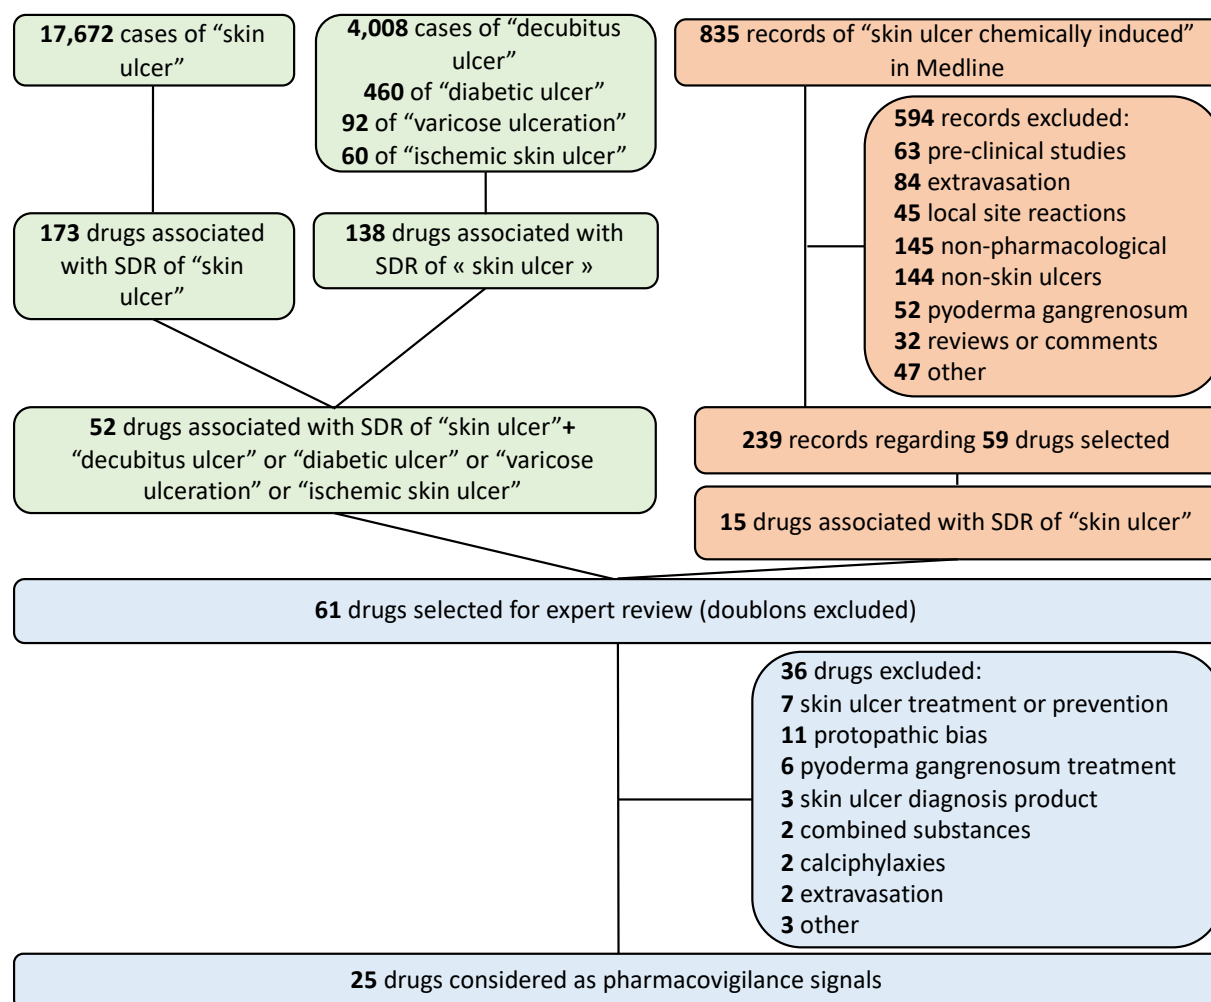 17,672 cases of “skin
ulcer”
4,008 cases of “decubitus
ulcer”
460 of “diabetic ulcer”
92 of “varicose ulceration”
60 of “ischemic skin ulcer”
835 records of “skin ulcer chemically induced”
in Medline
594 records excluded:
63 pre-clinical studies
84 extravasation
45 local site reactions
145 non-pharmacological
144 non-skin ulcers
52 pyoderma gangrenosum
32 reviews or comments
47 other
173 drugs associated
with SDR of “skin
ulcer”
138 drugs associated with
SDR of « skin ulcer »
52 drugs associated with SDR of “skin ulcer”+
“decubitus ulcer” or “diabetic ulcer” or “varicose
ulceration” or “ischemic skin ulcer”
239 records regarding 59 drugs selected
15 drugs associated with SDR of “skin ulcer”
61 drugs selected for expert review (doublons excluded)
36 drugs excluded:
7 skin ulcer treatment or prevention
11 protopathic bias
6 pyoderma gangrenosum treatment
3 skin ulcer diagnosis product
2 combined substances
2 calciphylaxies
2 extravasation
3 other
25 drugs considered as pharmacovigilance signals